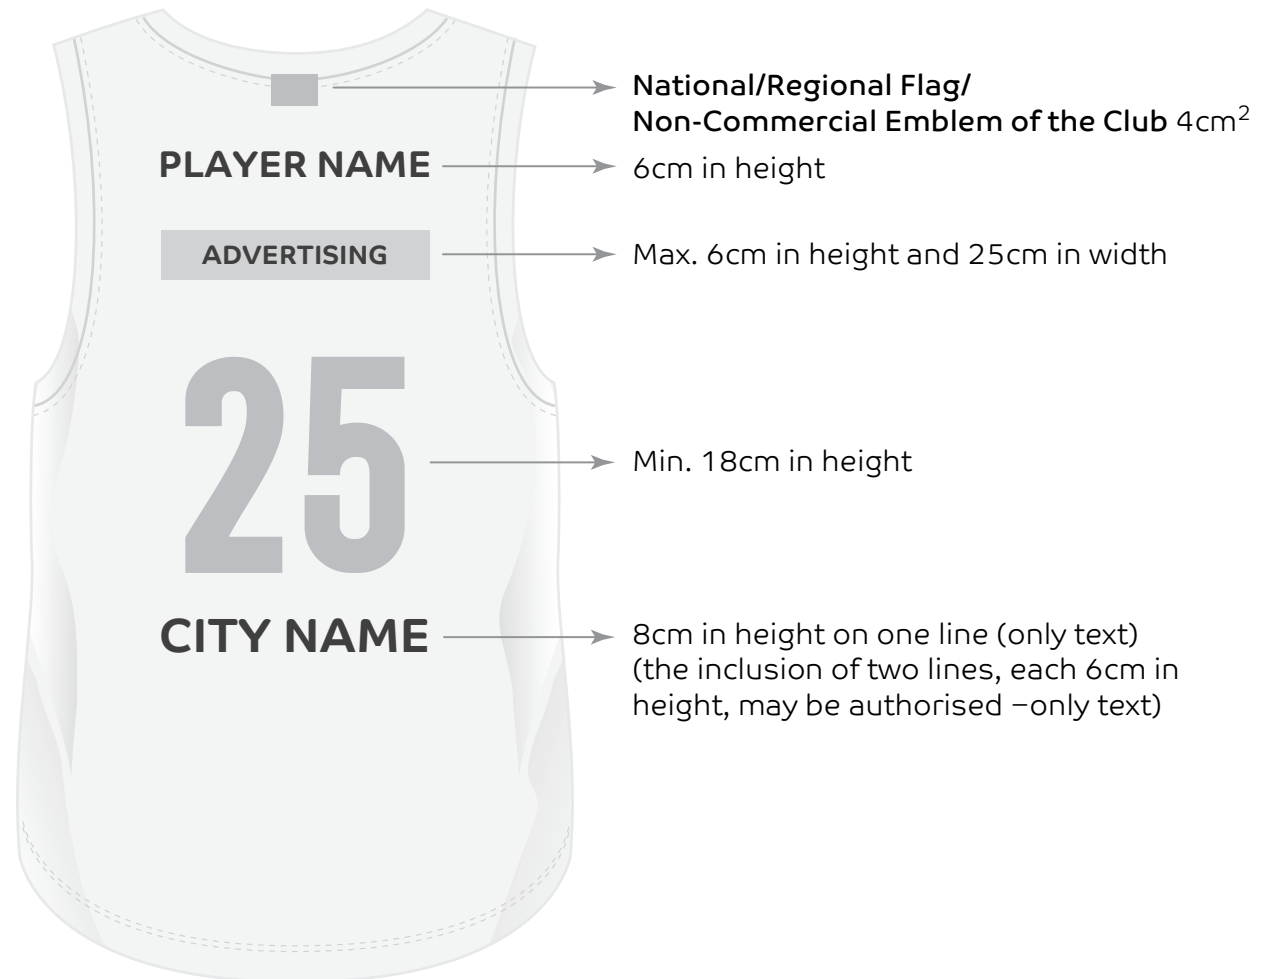 National/Regional Flag/
Non-Commercial Emblem of the Club 4cm²
PLAYER NAME
6cm in height
ADVERTISING
Max. 6cm in height and 25cm in width
25
Min. 18cm in height
CITY NAME
8cm in height on one line (only text)
(the inclusion of two lines, each 6cm in
height, may be authorised –only text)